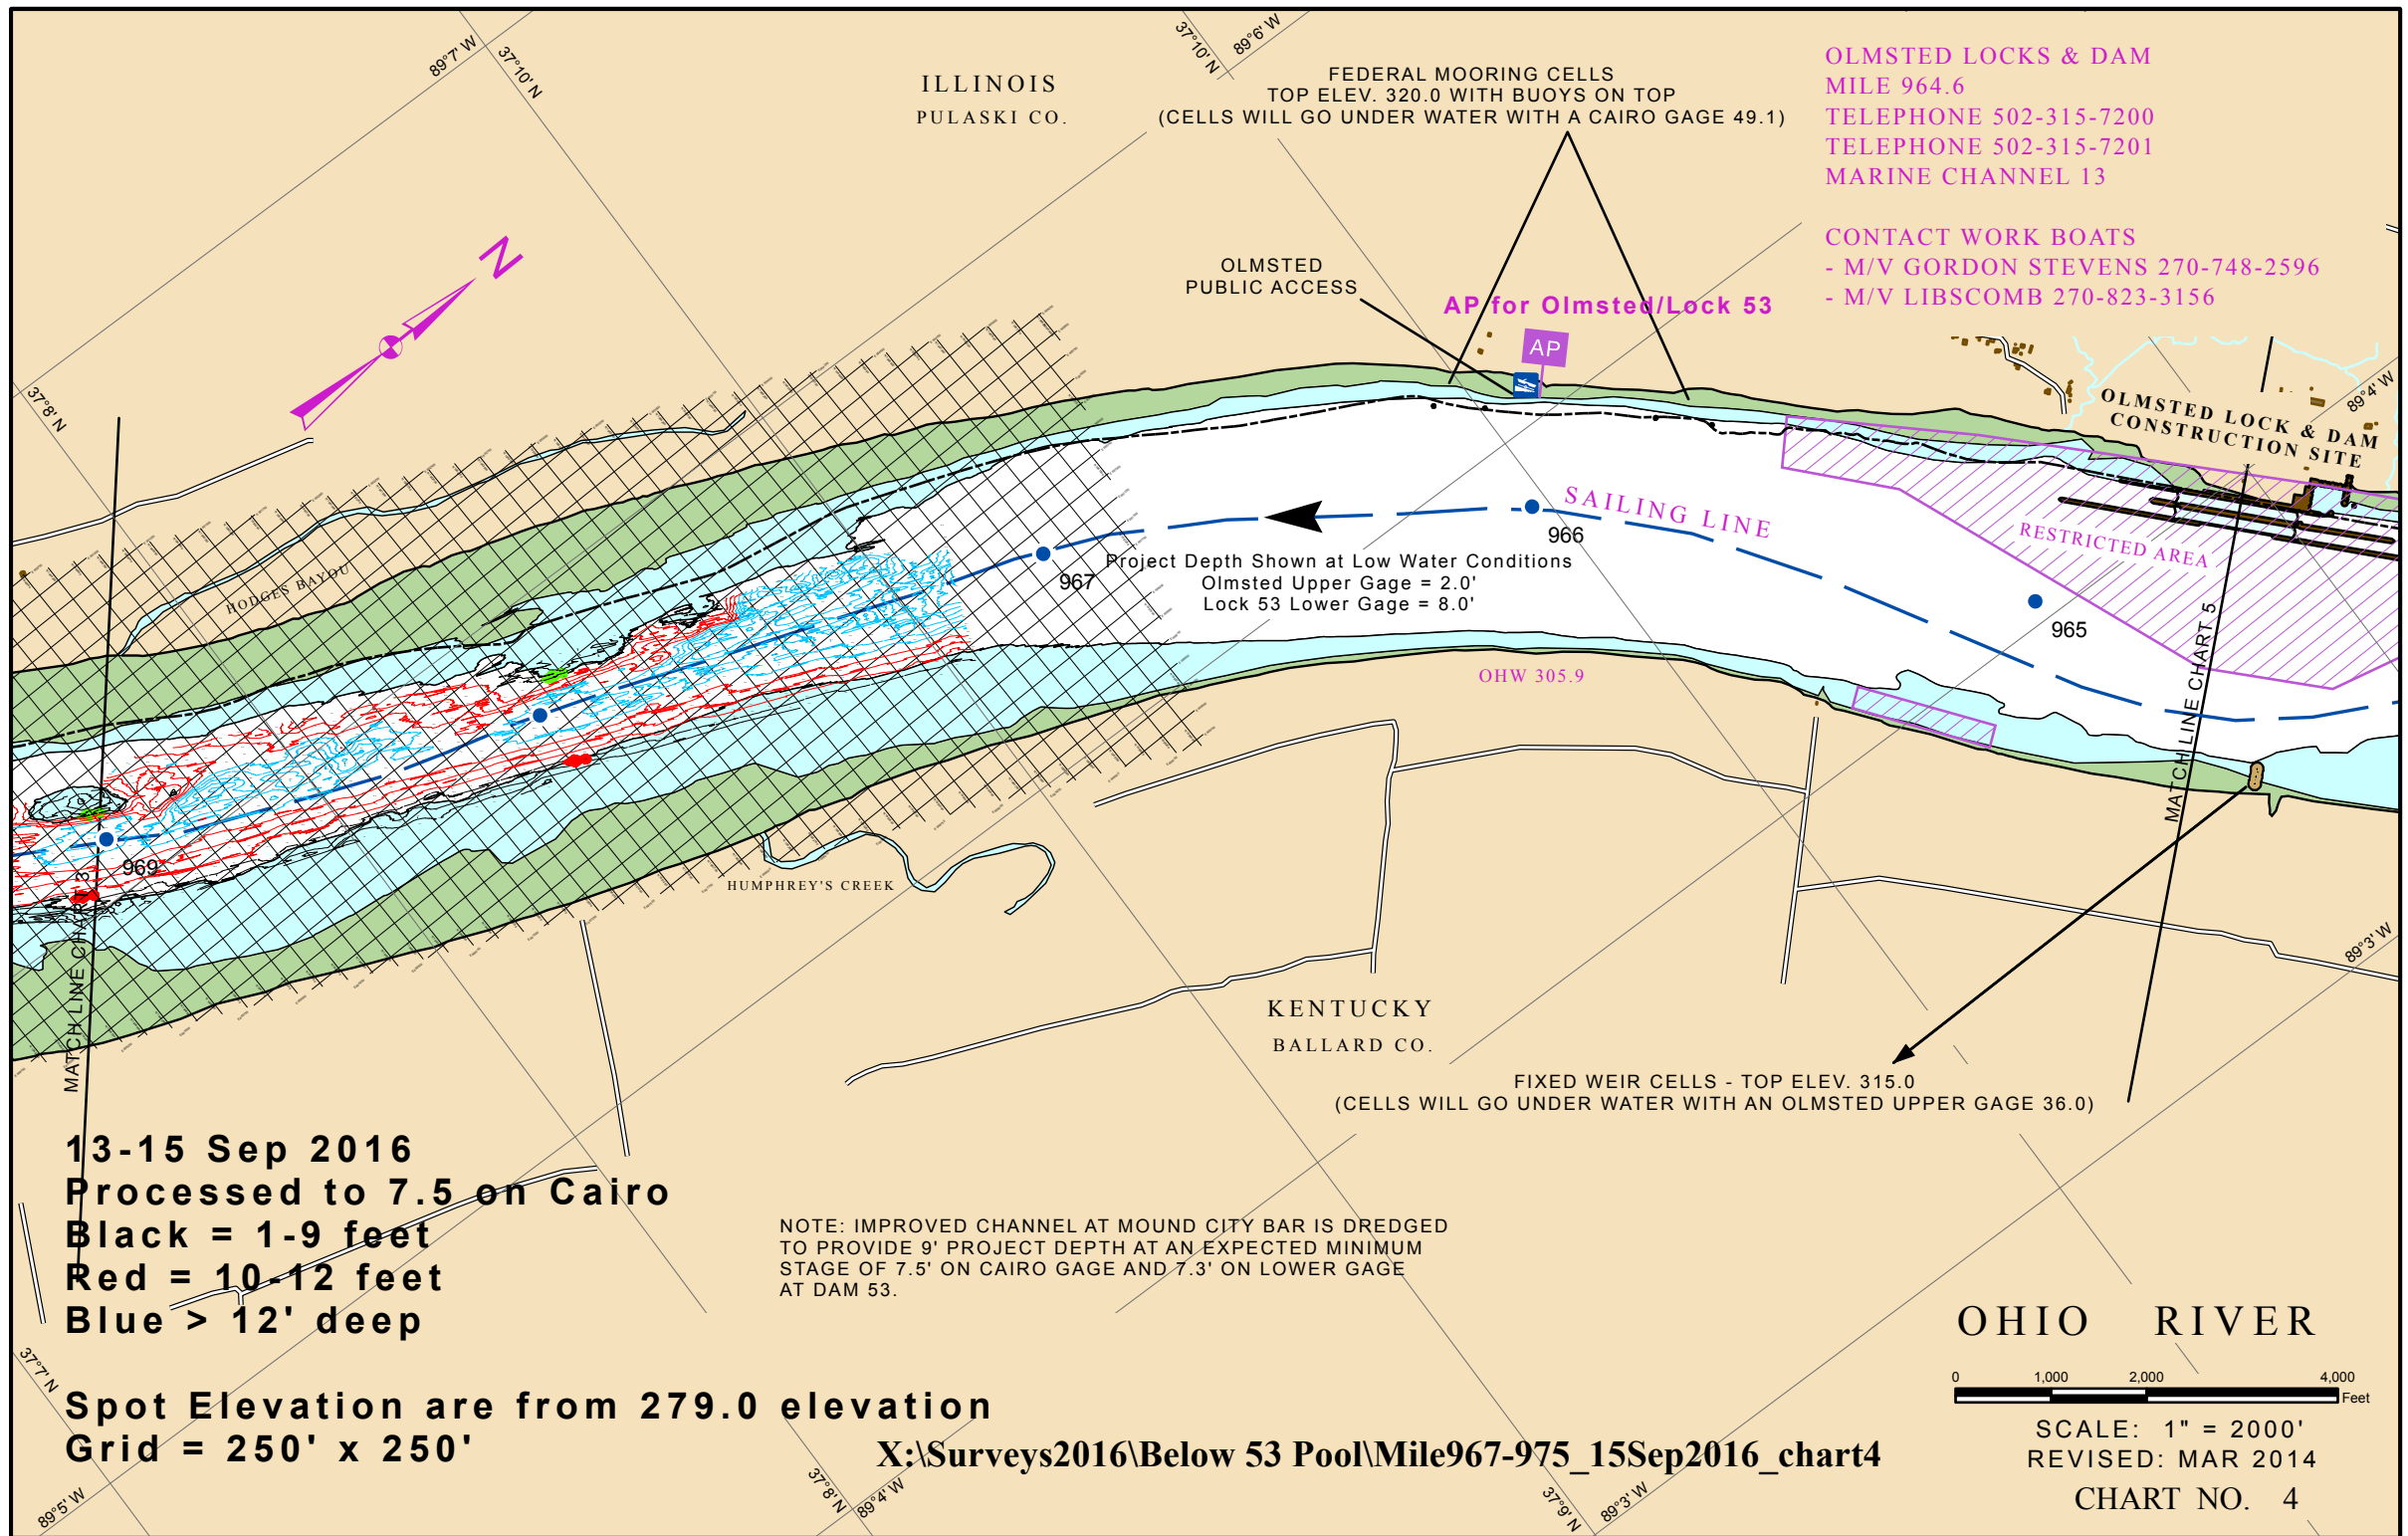 89°7' W
37°10' N
37°10' N
89°6' W
ILLINOIS
PULASKI CO.
FEDERAL MOORING CELLS
TOP ELEV. 320.0 WITH BUOYS ON TOP
(CELLS WILL GO UNDER WATER WITH A CAIRO GAGE 49.1)
OLMSTED LOCKS & DAM
MILE 964.6
TELEPHONE 502-315-7200
TELEPHONE 502-315-7201
MARINE CHANNEL 13
CONTACT WORK BOATS
- M/V GORDON STEVENS 270-748-2596
- M/V LIBSCOMB 270-823-3156
N
OLMSTED
PUBLIC ACCESS
AP for Olmsted/Lock 53
AP
37°8' N
89°4' W
OLMSTED LOCK & DAM
CONSTRUCTION SITE
SAILING LINE
966
RESTRICTED AREA
967
Project Depth Shown at Low Water Conditions
Olmsted Upper Gage = 2.0'
Lock 53 Lower Gage = 8.0'
HODGES BAYOU
965
OHW 305.9
MATCH LINE CHART 5
969
MATCH LINE CHART 3
HUMPHREY'S CREEK
89°3' W
KENTUCKY
BALLARD CO.
FIXED WEIR CELLS - TOP ELEV. 315.0
(CELLS WILL GO UNDER WATER WITH AN OLMSTED UPPER GAGE 36.0)
13-15 Sep 2016
Processed to 7.5 on Cairo
Black = 1-9 feet
Red = 10-12 feet
Blue > 12' deep
NOTE: IMPROVED CHANNEL AT MOUND CITY BAR IS DREDGED
TO PROVIDE 9' PROJECT DEPTH AT AN EXPECTED MINIMUM
STAGE OF 7.5' ON CAIRO GAGE AND 7.3' ON LOWER GAGE
AT DAM 53.
OHIO RIVER
0 1,000 2,000 4,000
Feet
SCALE: 1" = 2000'
REVISED: MAR 2014
CHART NO. 4
37°7' N
Spot Elevation are from 279.0 elevation
Grid = 250' x 250'
X:\Surveys2016\Below 53 Pool\Mile967-975_15Sep2016_chart4
89°5' W
37°8' N
89°4' W
37°9' N
89°3' W